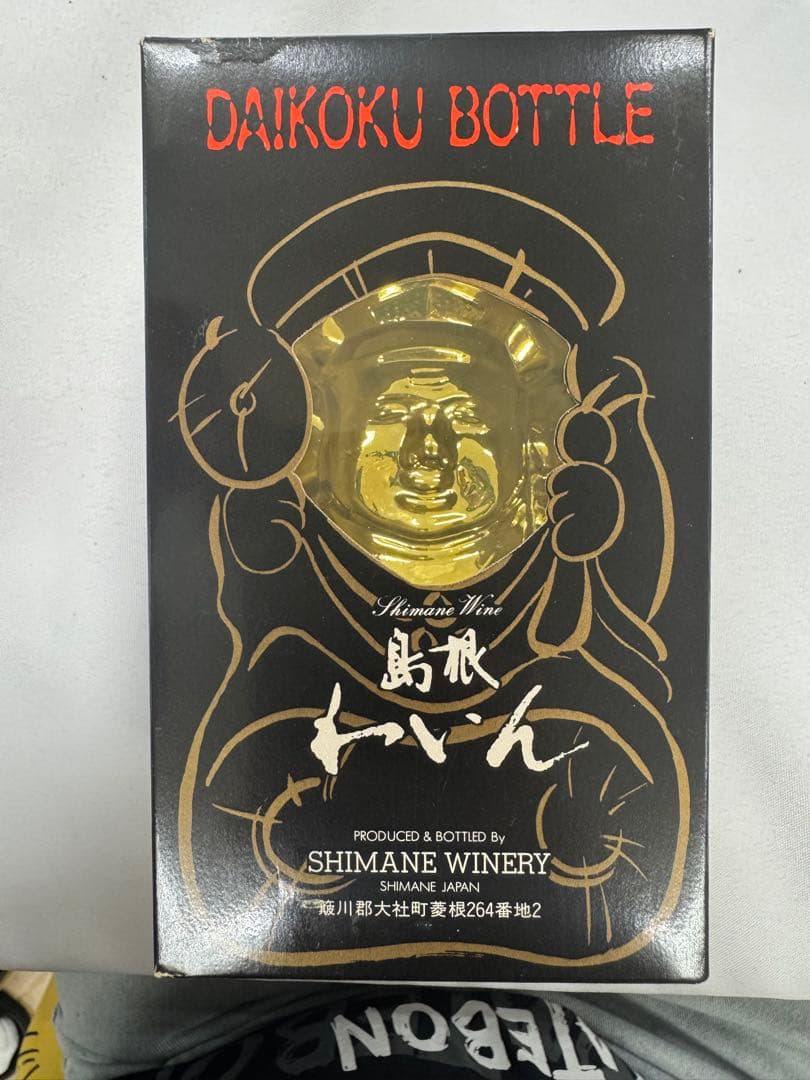 DAIKOKU BOTTLE
Shimane Wine
島根
わいん
PRODUCED & BOTTLED By
SHIMANE WINERY
SHIMANE JAPAN
簸川郡大社町菱根264番地2